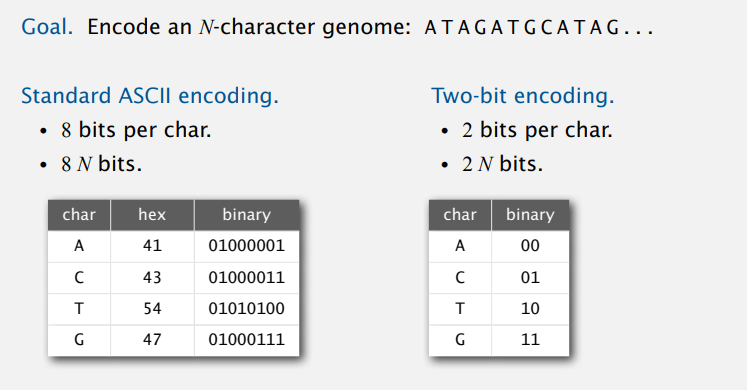 Goal. Encode an N-character genome: A T A G A T G C A T A G . . .
Standard ASCII encoding.
• 8 bits per char.
• 8 N bits.
char hex binary
A 41 01000001
C 43 01000011
T 54 01010100
G 47 01000111
Two-bit encoding.
• 2 bits per char.
• 2 N bits.
char binary
A 00
C 01
T 10
G 11